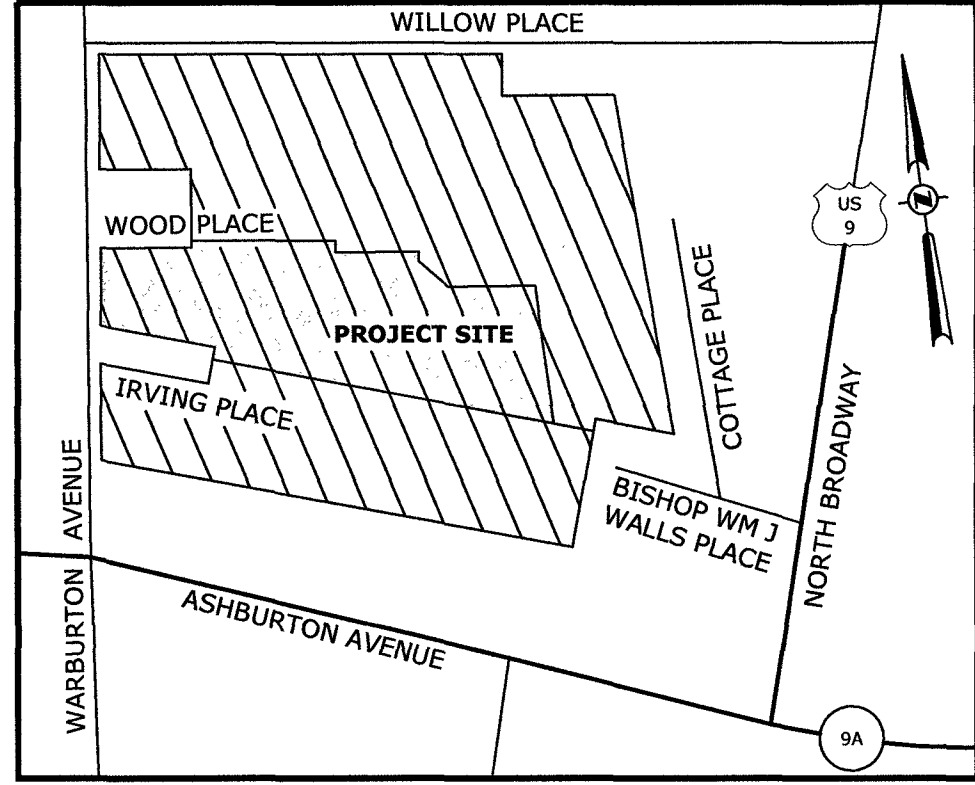 WILLOW PLACE
US
9
WOOD PLACE
COTTAGE PLACE
PROJECT SITE
IRVING PLACE
WARBURTON AVENUE
BISHOP WM J
WALLS PLACE
NORTH BROADWAY
ASHBURTON AVENUE
9A
N